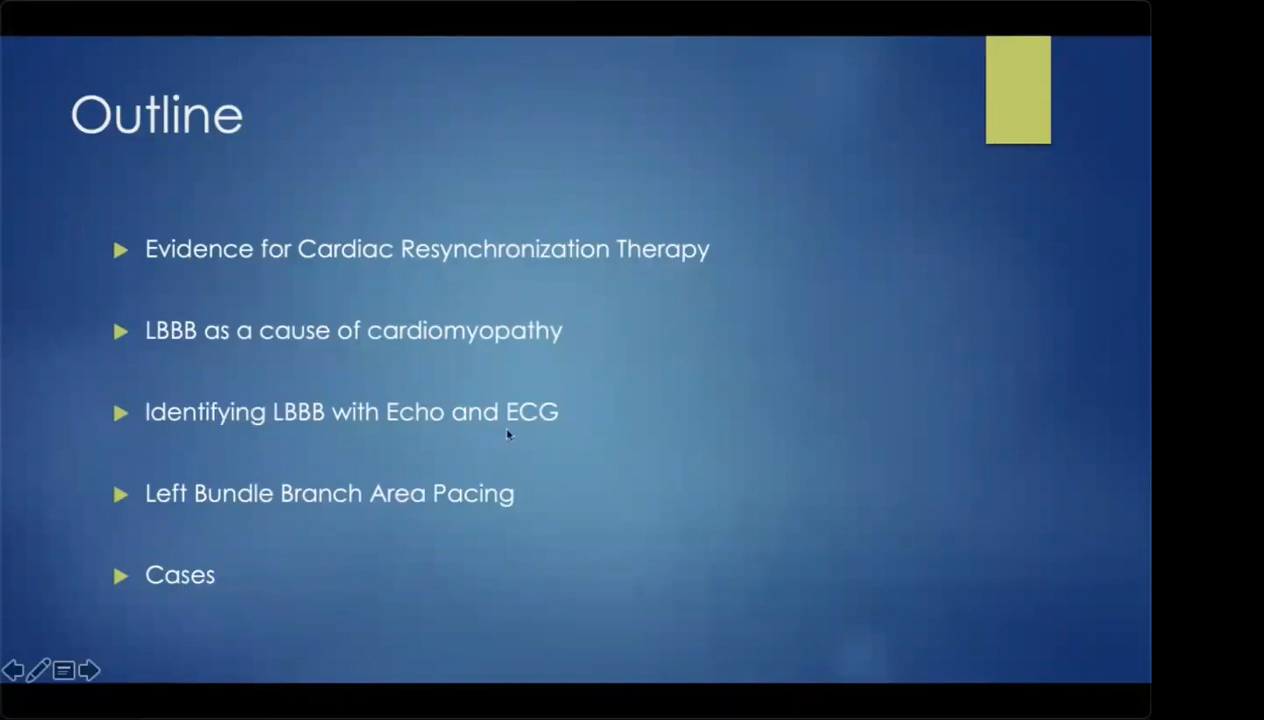 Outline
Evidence for Cardiac Resynchronization Therapy
LBBB as a cause of cardiomyopathy
Identifying LBBB with Echo and ECG
Left Bundle Branch Area Pacing
Cases